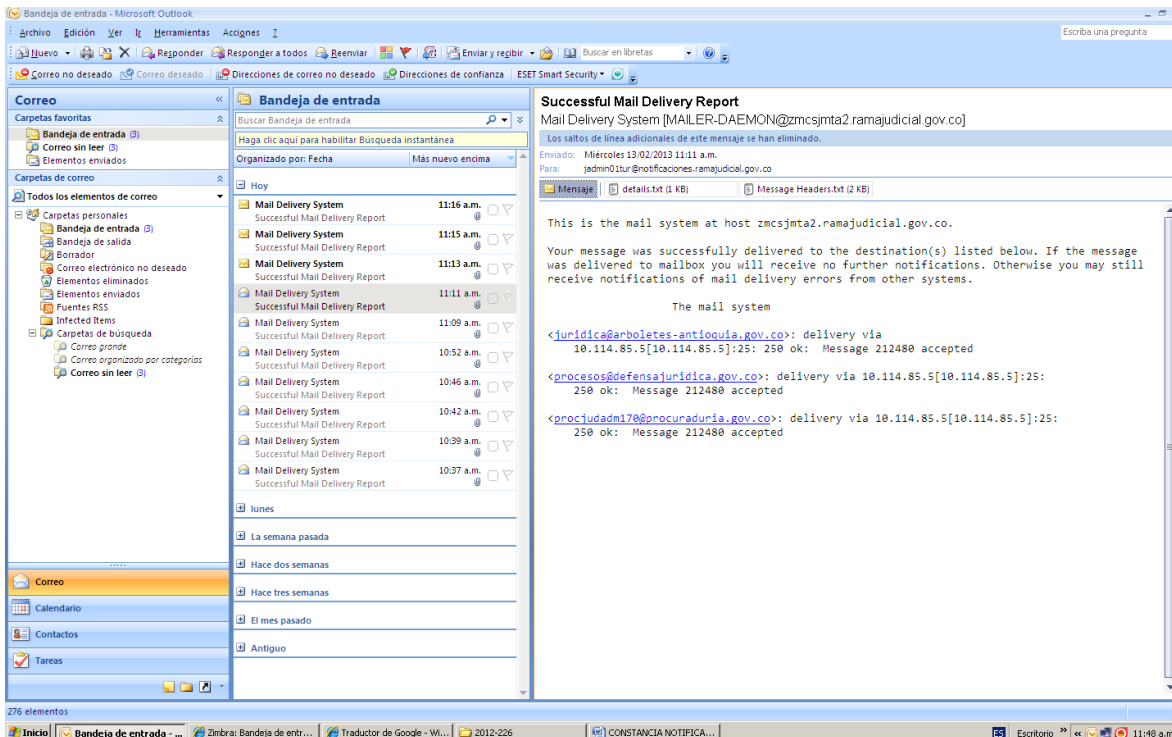 Bandeja de entrada - Microsoft Outlook
Archivo Edición Ver Ir Herramientas Acciones ?
Escriba una pregunta
Nuevo Responder Responder a todos Reenviar Enviar y recibir Buscar en libretas
Correo no deseado Correo deseado Direcciones de correo no deseado Direcciones de confianza ESET Smart Security
Correo
Carpetas favoritas
Bandeja de entrada (3)
Correo sin leer (3)
Elementos enviados
Carpetas de correo
Todos los elementos de correo
Carpetas personales
Bandeja de entrada (3)
Bandeja de salida
Borrador
Correo electrónico no deseado
Elementos eliminados
Elementos enviados
Fuentes RSS
Infected Items
Carpetas de búsqueda
Correo grande
Correo organizado por categorías
Correo sin leer (3)
Correo
Calendario
Contactos
Tareas
Bandeja de entrada
Buscar Bandeja de entrada
Haga clic aquí para habilitar Búsqueda instantánea
Organizado por: Fecha Más nuevo encima
Hoy
Mail Delivery System 11:16 a.m.
Successful Mail Delivery Report
Mail Delivery System 11:15 a.m.
Successful Mail Delivery Report
Mail Delivery System 11:13 a.m.
Successful Mail Delivery Report
Mail Delivery System 11:11 a.m.
Successful Mail Delivery Report
Mail Delivery System 11:09 a.m.
Successful Mail Delivery Report
Mail Delivery System 10:52 a.m.
Successful Mail Delivery Report
Mail Delivery System 10:46 a.m.
Successful Mail Delivery Report
Mail Delivery System 10:42 a.m.
Successful Mail Delivery Report
Mail Delivery System 10:39 a.m.
Successful Mail Delivery Report
Mail Delivery System 10:37 a.m.
Successful Mail Delivery Report
lunes
La semana pasada
Hace dos semanas
Hace tres semanas
El mes pasado
Antiguo
Successful Mail Delivery Report
Mail Delivery System [MAILER-DAEMON@zmcsjmta2.ramajudicial.gov.co]
Los saltos de línea adicionales de este mensaje se han eliminado.
Enviado: Miércoles 13/02/2013 11:11 a.m.
Para: jadmin01tur@notificaciones.ramajudicial.gov.co
Mensaje details.txt (1 KB) Message Headers.txt (2 KB)
This is the mail system at host zmcsjmta2.ramajudicial.gov.co.
Your message was successfully delivered to the destination(s) listed below. If the message
was delivered to mailbox you will receive no further notifications. Otherwise you may still
receive notifications of mail delivery errors from other systems.
The mail system
<juridica@arboletes-antioquia.gov.co>: delivery via
10.114.85.5[10.114.85.5]:25: 250 ok: Message 212480 accepted
<procesos@defensajuridica.gov.co>: delivery via 10.114.85.5[10.114.85.5]:25:
250 ok: Message 212480 accepted
<procjudadm170@procuraduria.gov.co>: delivery via 10.114.85.5[10.114.85.5]:25:
250 ok: Message 212480 accepted
276 elementos
Inicio Bandeja de entrada - ... Zimbra: Bandeja de entr... Traductor de Google - Wi... 2012-226 CONSTANCIA NOTIFICA... ES Escritorio 11:48 a.m